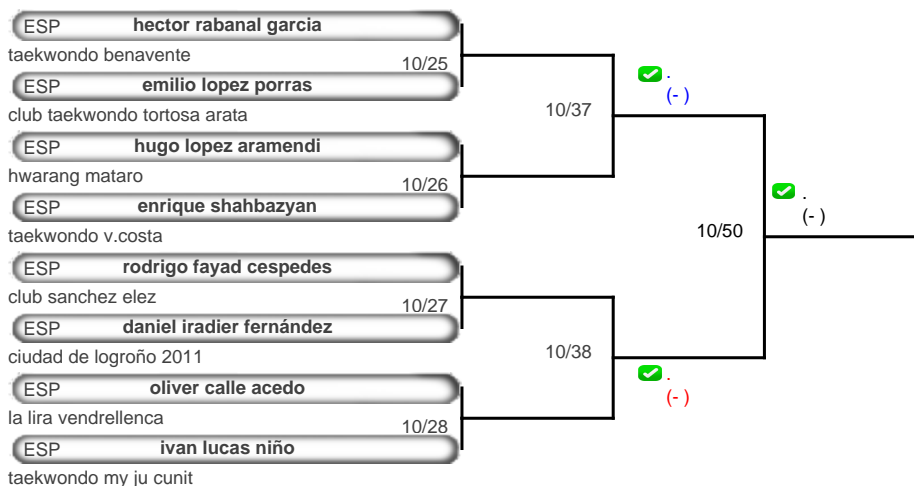 ESP hector rabanal garcia
taekwondo benavente
10/25
ESP emilio lopez porras
club taekwondo tortosa arata
10/37
.
(- )
ESP hugo lopez aramendi
hwarang mataro
10/26
ESP enrique shahbazyan
taekwondo v.costa
10/50
.
(- )
ESP rodrigo fayad cespedes
club sanchez elez
10/27
ESP daniel iradier fernández
ciudad de logroño 2011
10/38
.
(- )
ESP oliver calle acedo
la lira vendrellenca
10/28
ESP ivan lucas niño
taekwondo my ju cunit